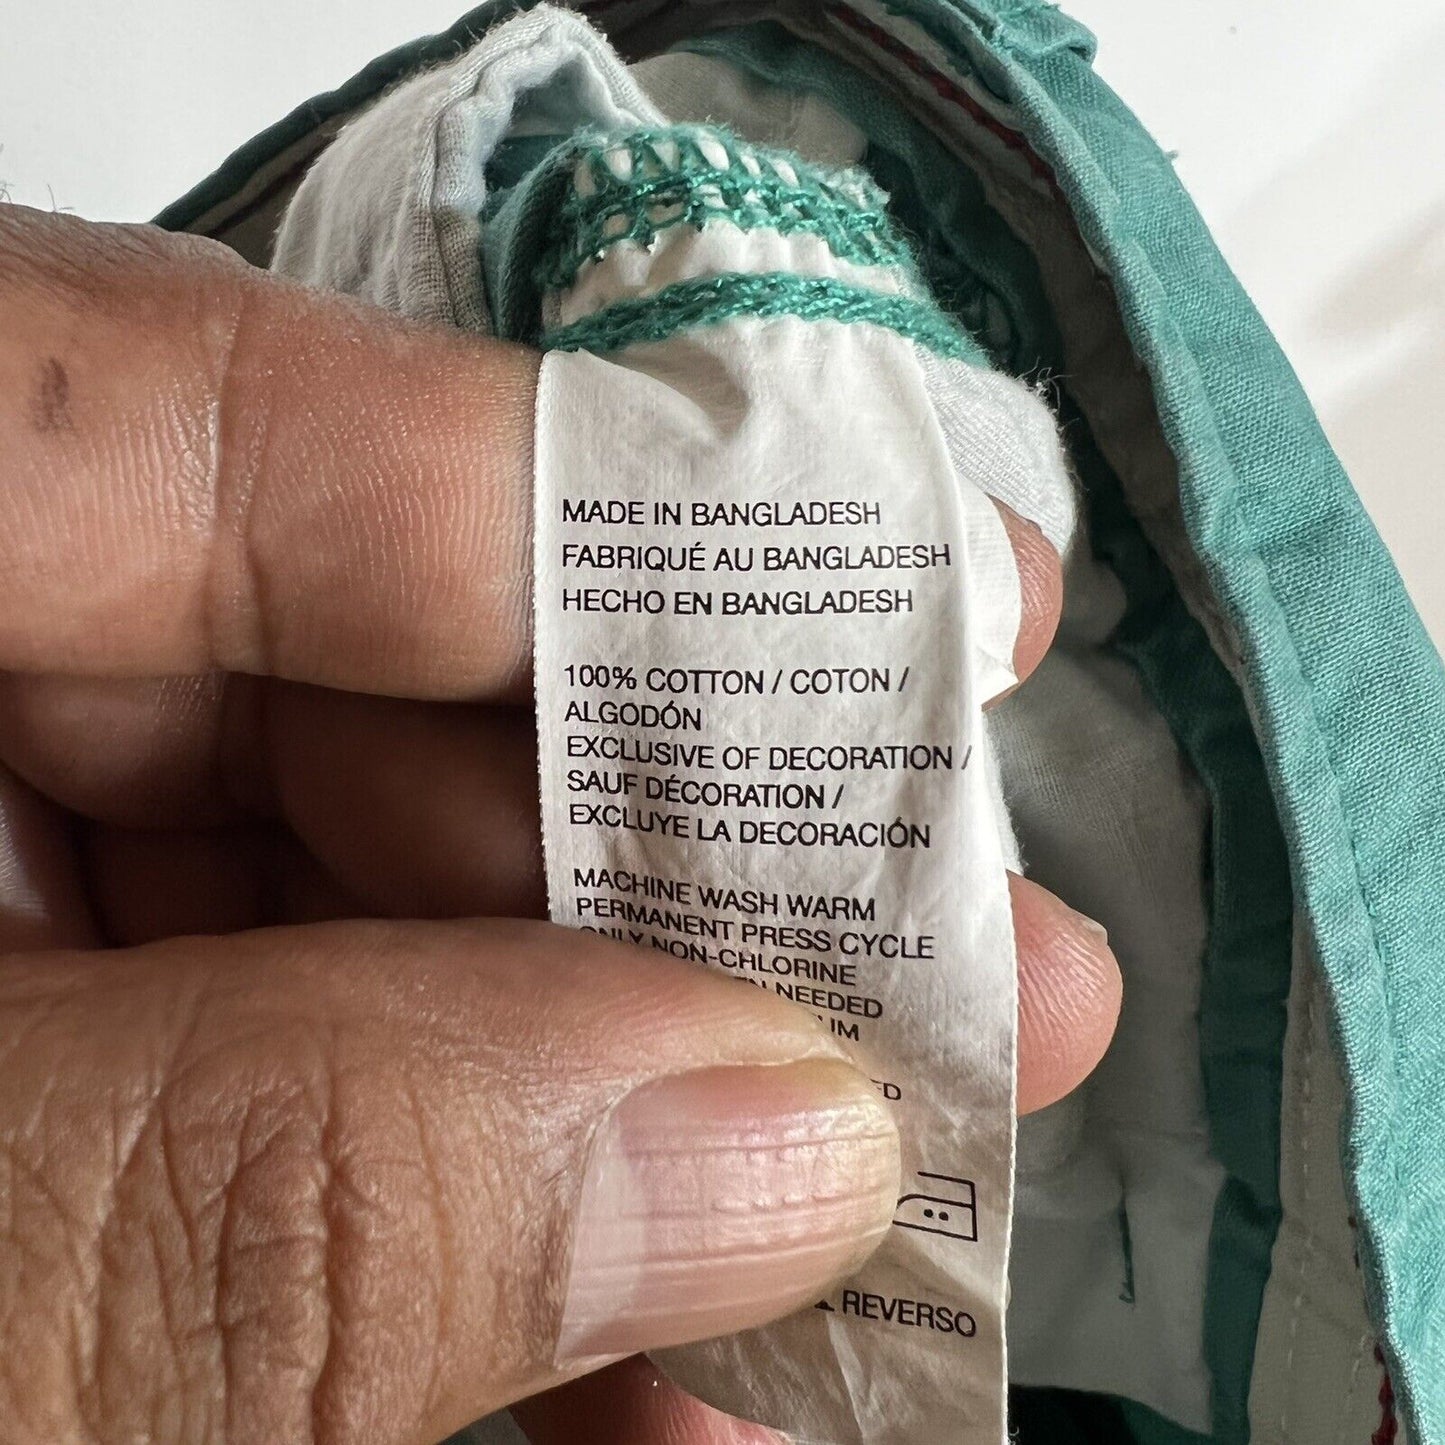 MADE IN BANGLADESH
FABRIQUÉ AU BANGLADESH
HECHO EN BANGLADESH
100% COTTON / COTON /
ALGODÓN
EXCLUSIVE OF DECORATION /
SAUF DÉCORATION /
EXCLUYE LA DECORACIÓN
MACHINE WASH WARM
PERMANENT PRESS CYCLE
ONLY NON-CHLORINE
NEEDED
REVERSO